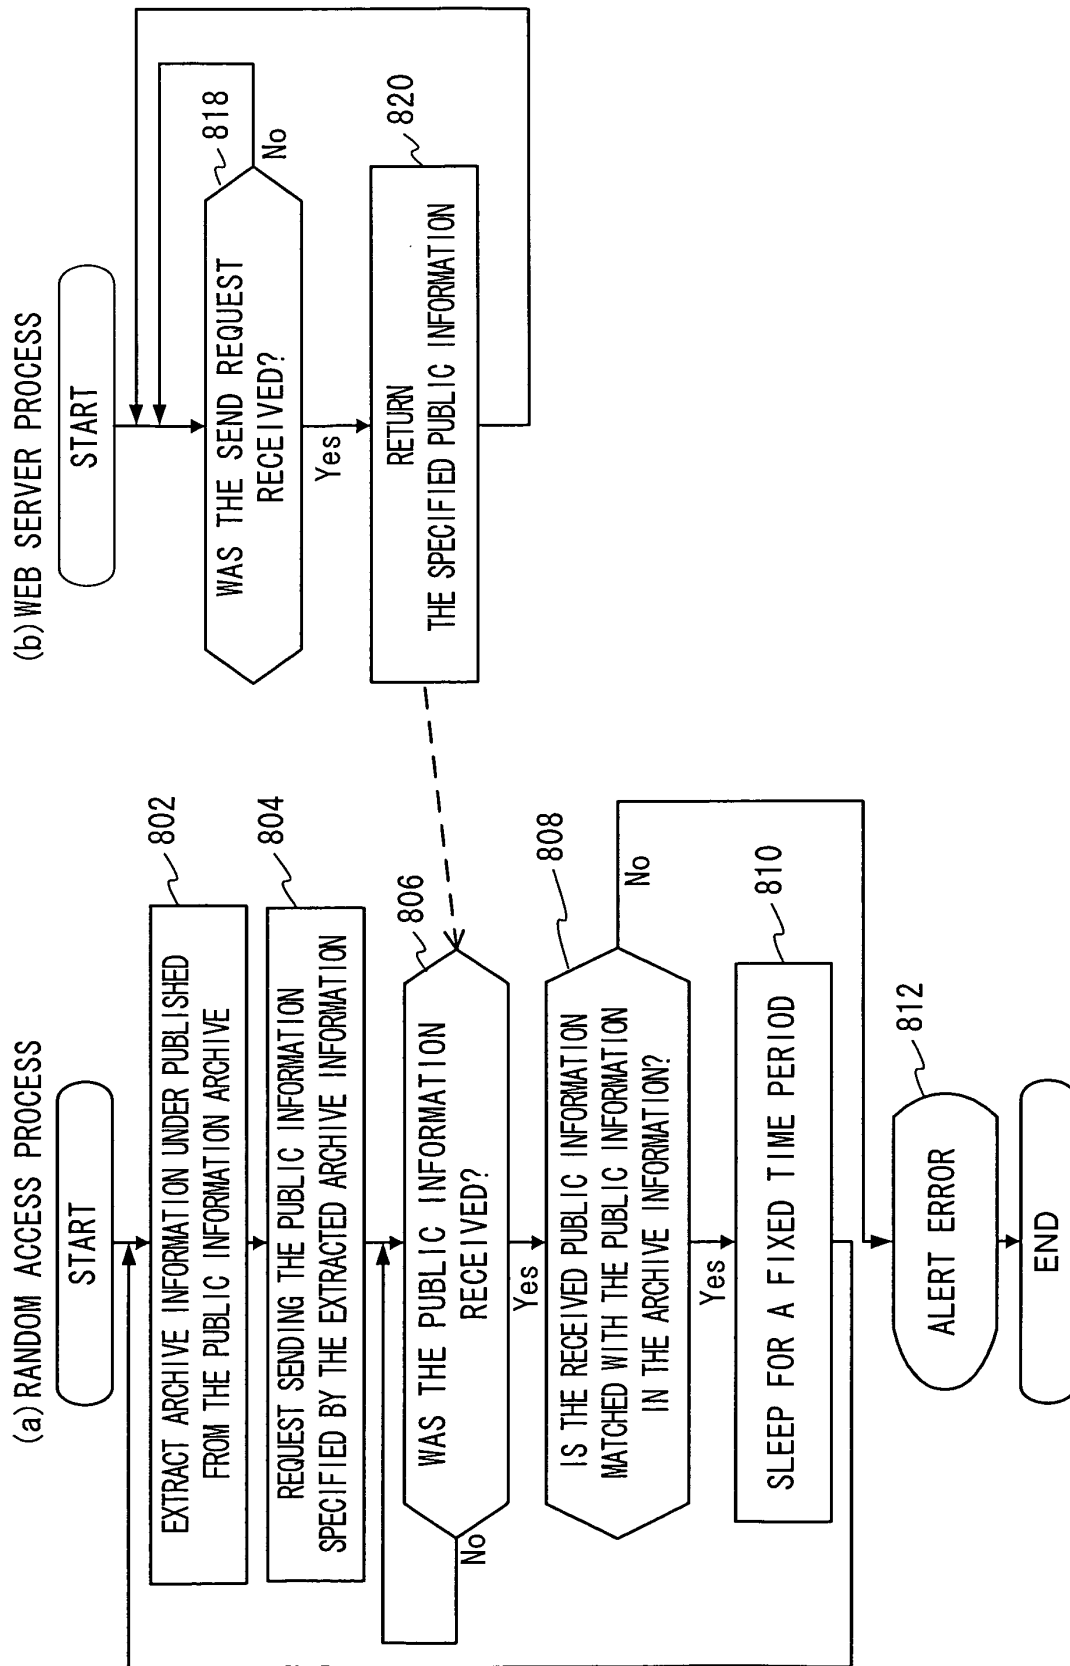 (a) RANDOM ACCESS PROCESS
START
EXTRACT ARCHIVE INFORMATION UNDER PUBLISHED
FROM THE PUBLIC INFORMATION ARCHIVE
802
REQUEST SENDING THE PUBLIC INFORMATION
SPECIFIED BY THE EXTRACTED ARCHIVE INFORMATION
804
WAS THE PUBLIC INFORMATION
RECEIVED?
806
No
Yes
IS THE RECEIVED PUBLIC INFORMATION
MATCHED WITH THE PUBLIC INFORMATION
IN THE ARCHIVE INFORMATION?
808
No
Yes
SLEEP FOR A FIXED TIME PERIOD
810
ALERT ERROR
812
END
(b) WEB SERVER PROCESS
START
WAS THE SEND REQUEST
RECEIVED?
818
No
Yes
RETURN
THE SPECIFIED PUBLIC INFORMATION
820